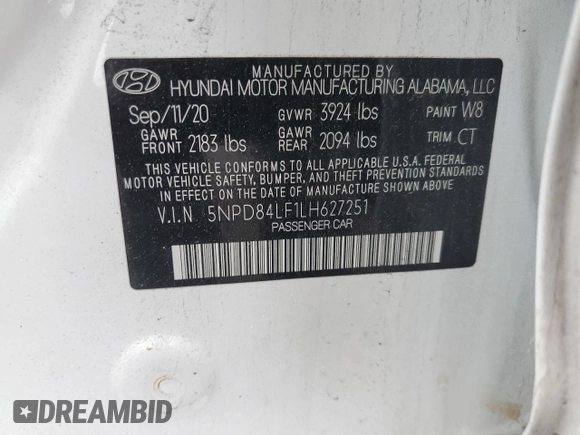 MANUFACTURED BY
HYUNDAI MOTOR MANUFACTURING ALABAMA, LLC
Sep/11/20 GVWR 3924 lbs PAINT W8
GAWR FRONT 2183 lbs GAWR REAR 2094 lbs TRIM CT
THIS VEHICLE CONFORMS TO ALL APPLICABLE U.S.A. FEDERAL
MOTOR VEHICLE SAFETY, BUMPER, AND THEFT PREVENTION
STANDARDS IN EFFECT ON THE DATE OF MANUFACTURE SHOWN ABOVE.
V.I.N 5NPD84LF1LH627251
PASSENGER CAR
DREAMBID